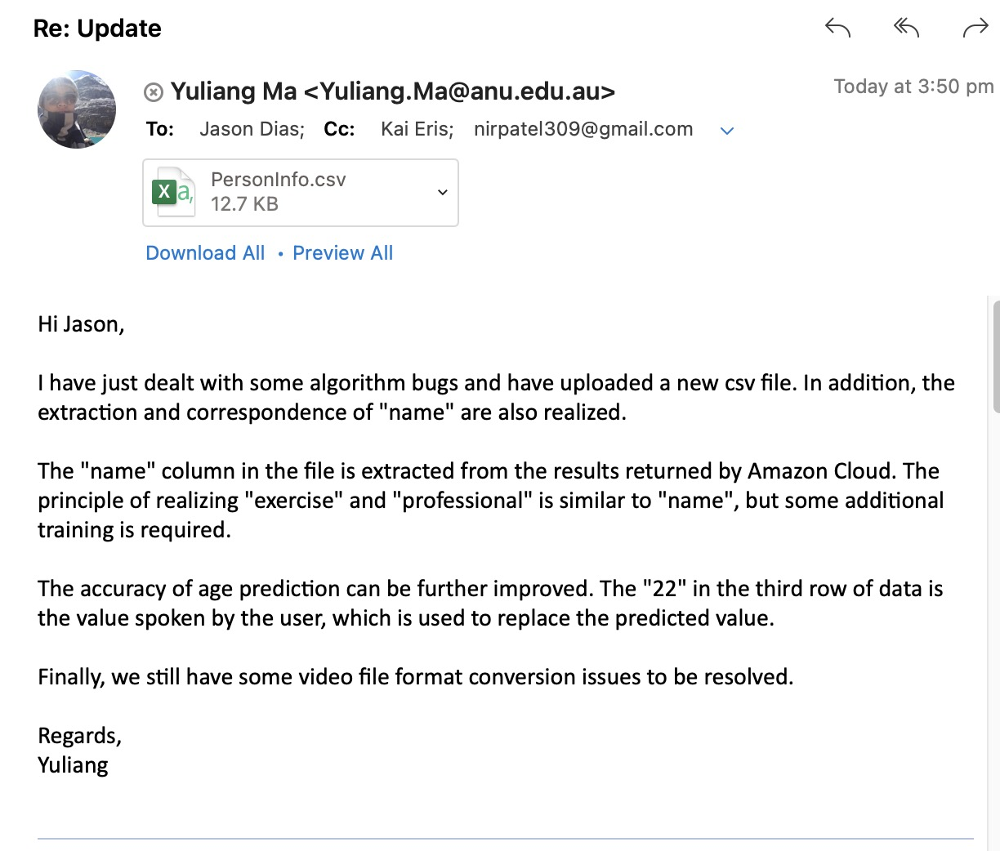 Re: Update
Yuliang Ma <Yuliang.Ma@anu.edu.au>
Today at 3:50 pm
To: Jason Dias; Cc: Kai Eris; nirpatel309@gmail.com
X a,
PersonInfo.csv
12.7 KB
Download All • Preview All
Hi Jason,
I have just dealt with some algorithm bugs and have uploaded a new csv file. In addition, the
extraction and correspondence of "name" are also realized.
The "name" column in the file is extracted from the results returned by Amazon Cloud. The
principle of realizing "exercise" and "professional" is similar to "name", but some additional
training is required.
The accuracy of age prediction can be further improved. The "22" in the third row of data is
the value spoken by the user, which is used to replace the predicted value.
Finally, we still have some video file format conversion issues to be resolved.
Regards,
Yuliang